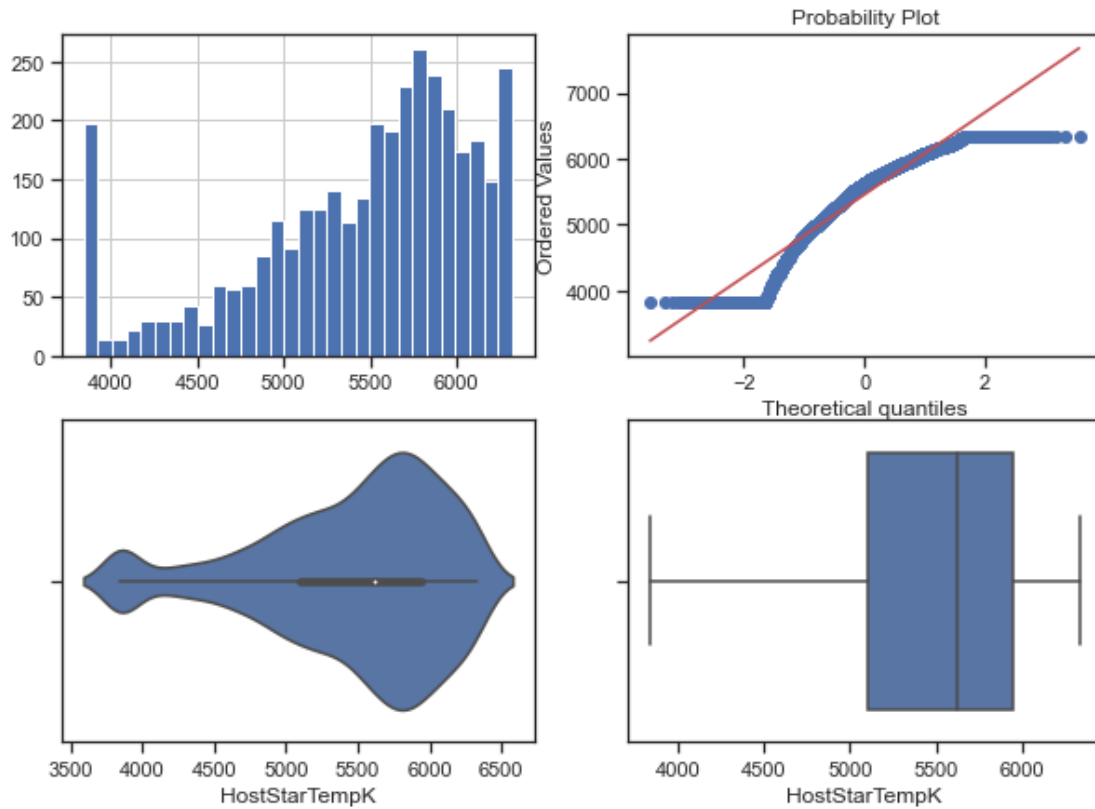 250
200
150
100
50
0
4000 4500 5000 5500 6000
Probability Plot
Ordered Values
7000
6000
5000
4000
−2 0 2
Theoretical quantiles
3500 4000 4500 5000 5500 6000 6500
HostStarTempK
4000 4500 5000 5500 6000
HostStarTempK